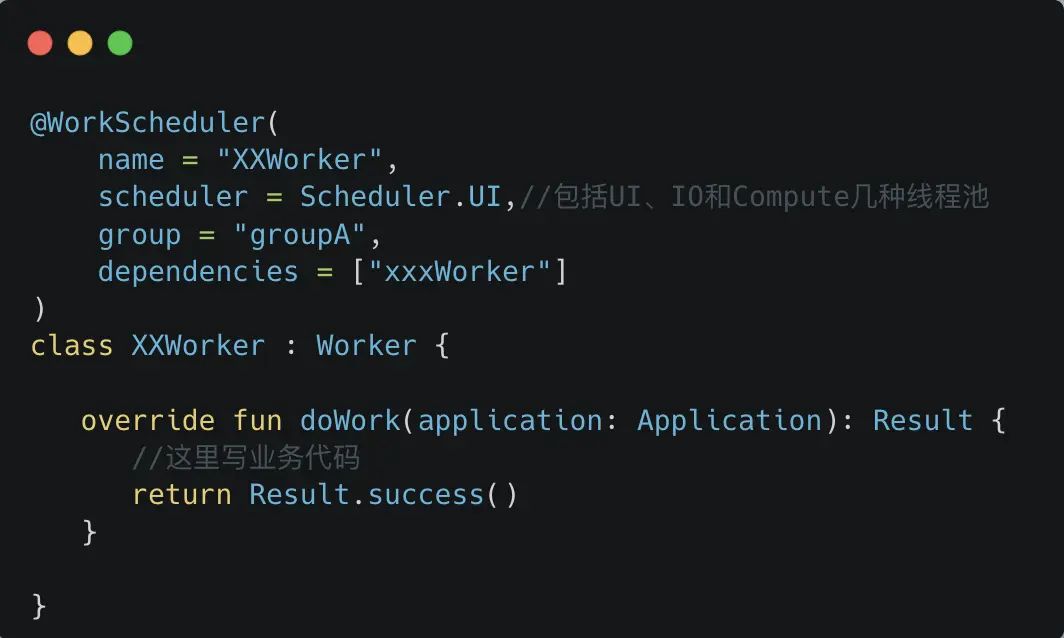 @WorkScheduler(
    name = "XXWorker",
    scheduler = Scheduler.UI,//包括UI、IO和Compute几种线程池
    group = "groupA",
    dependencies = ["xxxWorker"]
)
class XXWorker : Worker {
   override fun doWork(application: Application): Result {
      //这里写业务代码
      return Result.success()
   }
}